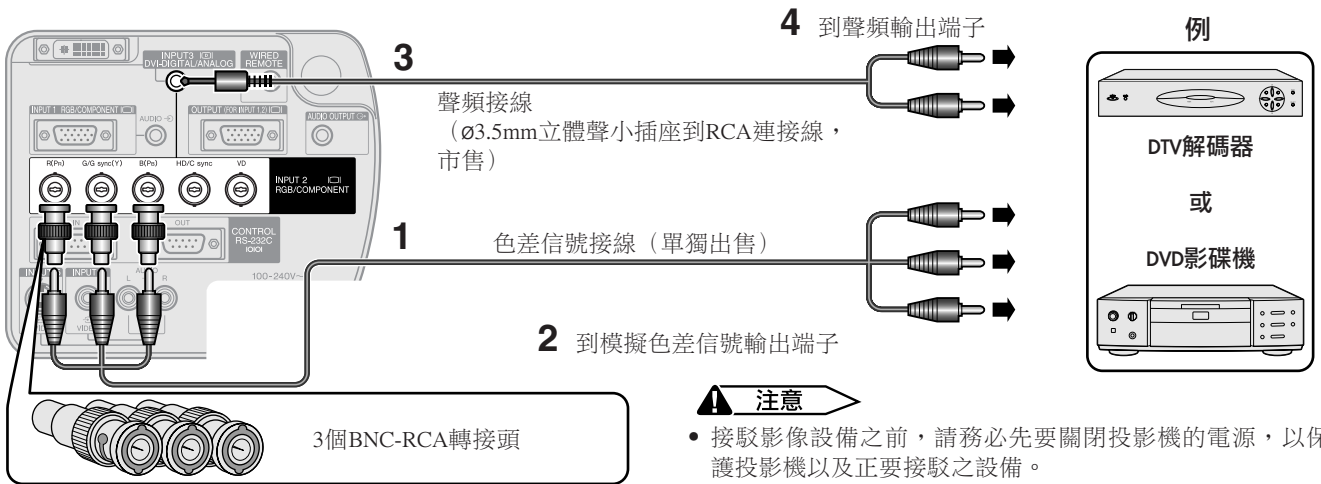 4 到聲頻輸出端子
例
INPUT3
DVI-DIGITAL/ANALOG
WIRED
REMOTE
3
聲頻接線
（ø3.5mm立體聲小插座到RCA連接線，
市售）
INPUT 1 RGB/COMPONENT
AUDIO
OUTPUT (FOR INPUT 1,2)
AUDIO OUTPUT
R(PR) G/G sync(Y) B(PB) HD/C sync VD
INPUT 2
RGB/COMPONENT
DTV解碼器
或
DVD影碟機
IN
OUT
CONTROL
RS-232C
1
色差信號接線（單獨出售）
100-240V~
INPUT
AUDIO
L R
2 到模擬色差信號輸出端子
3個BNC-RCA轉接頭
注意
• 接駁影像設備之前，請務必先要關閉投影機的電源，以保
護投影機以及正要接駁之設備。